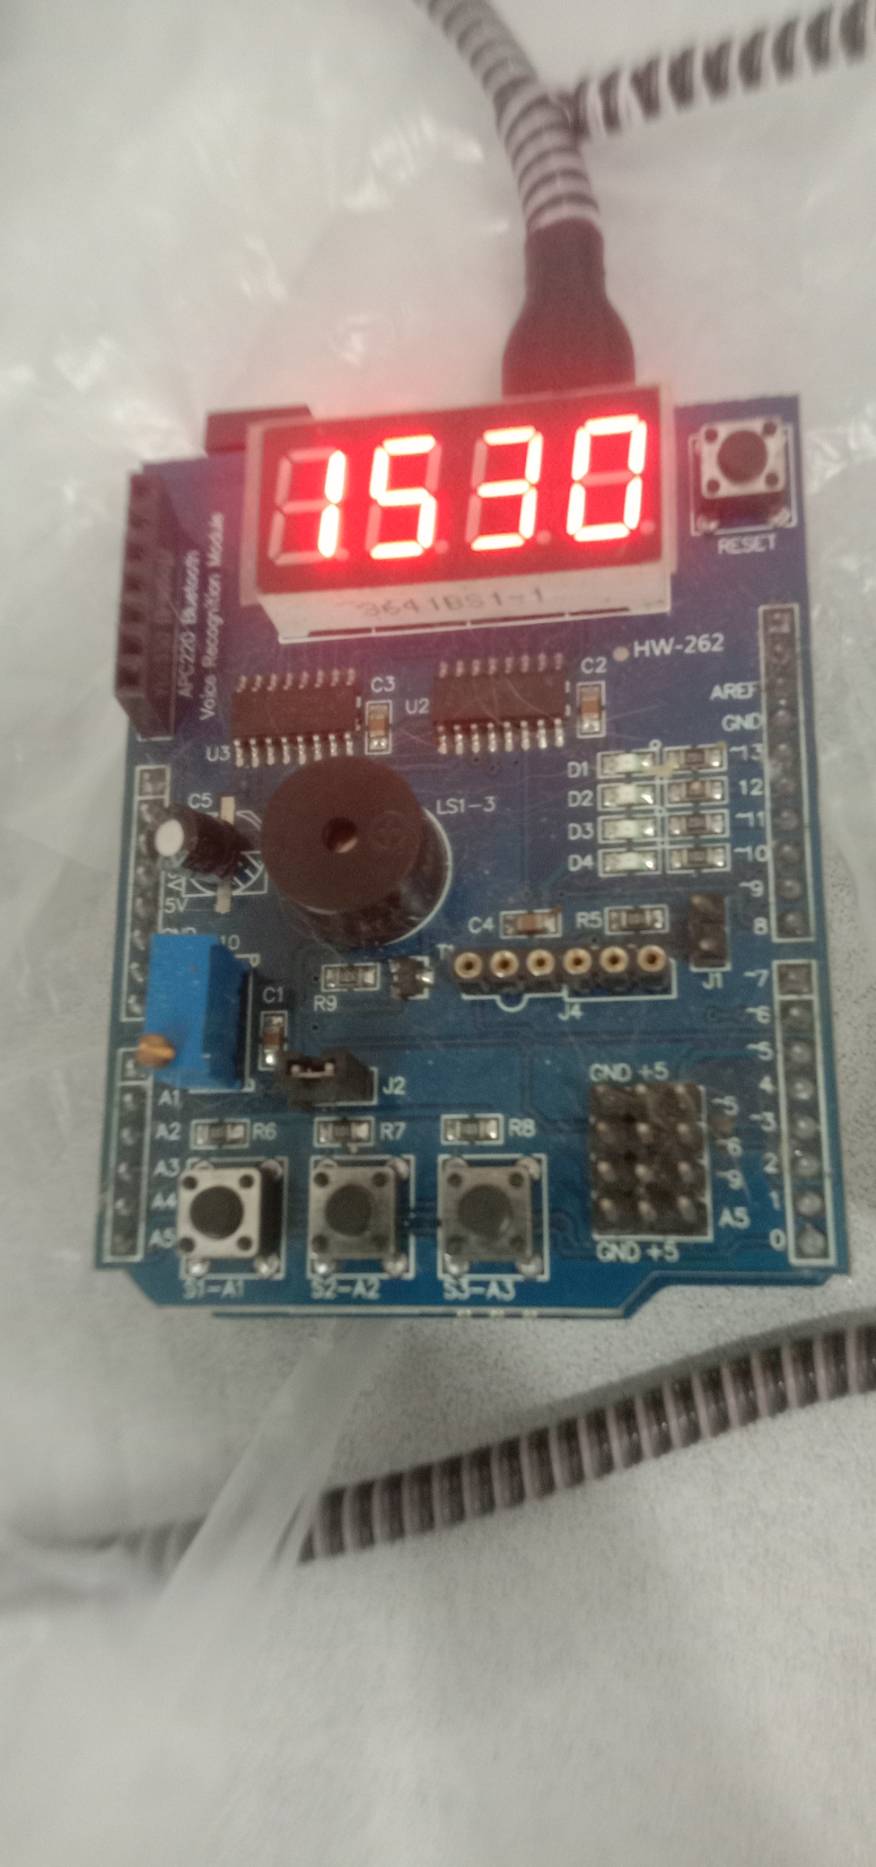 1530
RESET
3641BS1-1
APC220 Bluetooth
Voice Recognition Module
HW-262
C3
U2
C2
U3
AREF
GND
13
D1
12
D2
11
D3
10
D4
9
8
C5
LS1-3
5V
C4
R5
J1
J4
R9
C1
J2
7
6
5
4
3
2
1
0
GND +5
5
6
9
A5
GND +5
A1
A2
A3
A4
A5
R6
R7
R8
S1-A1
S2-A2
S3-A3